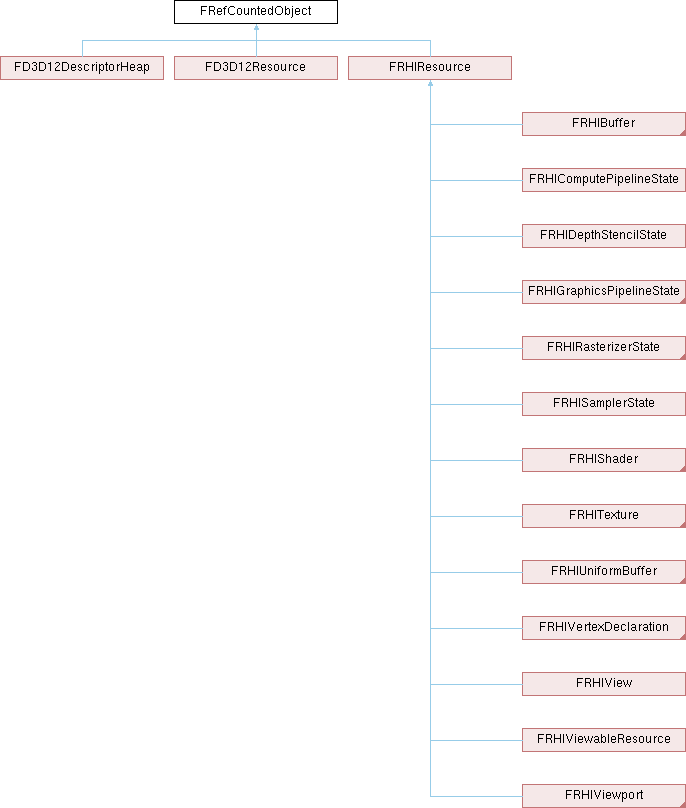 FRefCountedObject
FD3D12DescriptorHeap
FD3D12Resource
FRHIResource
FRHIBuffer
FRHIComputePipelineState
FRHIDepthStencilState
FRHIGraphicsPipelineState
FRHIRasterizerState
FRHISamplerState
FRHIShader
FRHITexture
FRHIUniformBuffer
FRHIVertexDeclaration
FRHIView
FRHIViewableResource
FRHIViewport